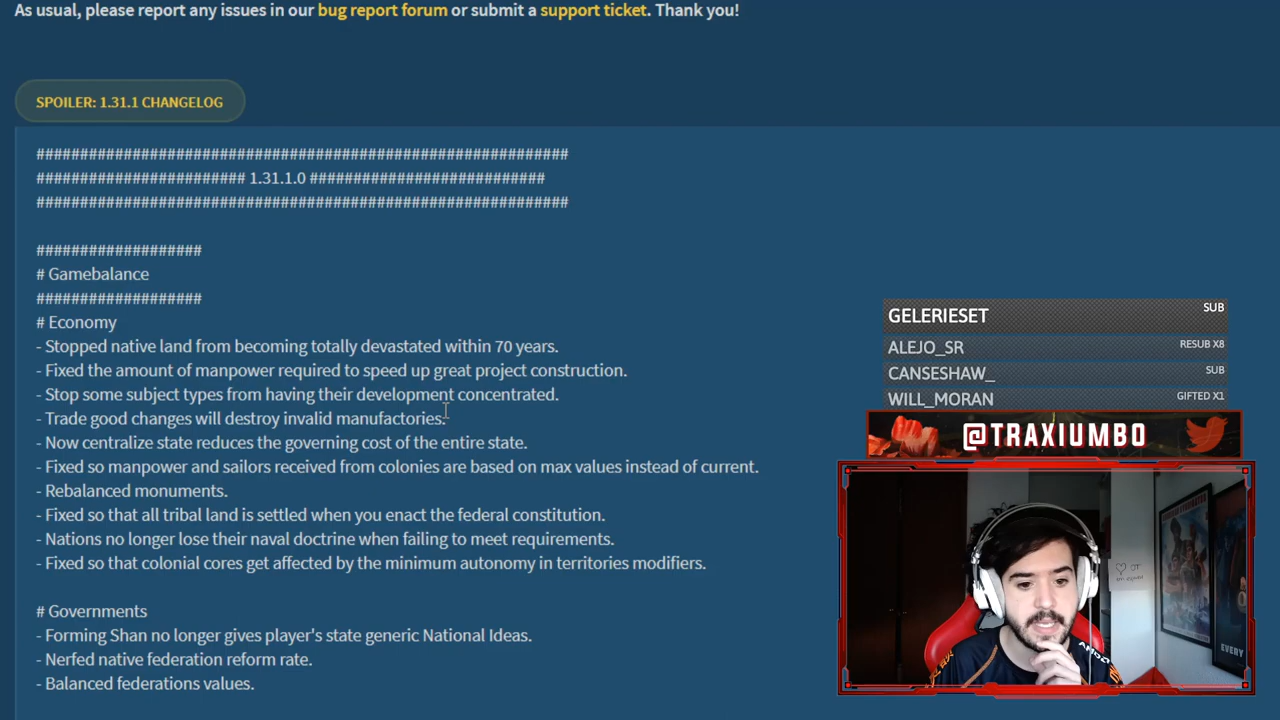 As usual, please report any issues in our bug report forum or submit a support ticket. Thank you!
SPOILER: 1.31.1 CHANGELOG
#############################################################
######################## 1.31.1.0 ###########################
#############################################################
###################
# Gamebalance
###################
# Economy
- Stopped native land from becoming totally devastated within 70 years.
- Fixed the amount of manpower required to speed up great project construction.
- Stop some subject types from having their development concentrated.
- Trade good changes will destroy invalid manufactories.
- Now centralize state reduces the governing cost of the entire state.
- Fixed so manpower and sailors received from colonies are based on max values instead of current.
- Rebalanced monuments.
- Fixed so that all tribal land is settled when you enact the federal constitution.
- Nations no longer lose their naval doctrine when failing to meet requirements.
- Fixed so that colonial cores get affected by the minimum autonomy in territories modifiers.
# Governments
- Forming Shan no longer gives player's state generic National Ideas.
- Nerfed native federation reform rate.
- Balanced federations values.
GELERIESET SUB
ALEJO_SR RESUB X8
CANSESHAW_ SUB
WILL_MORAN GIFTED X1
@TRAXIUMBO
EVERY